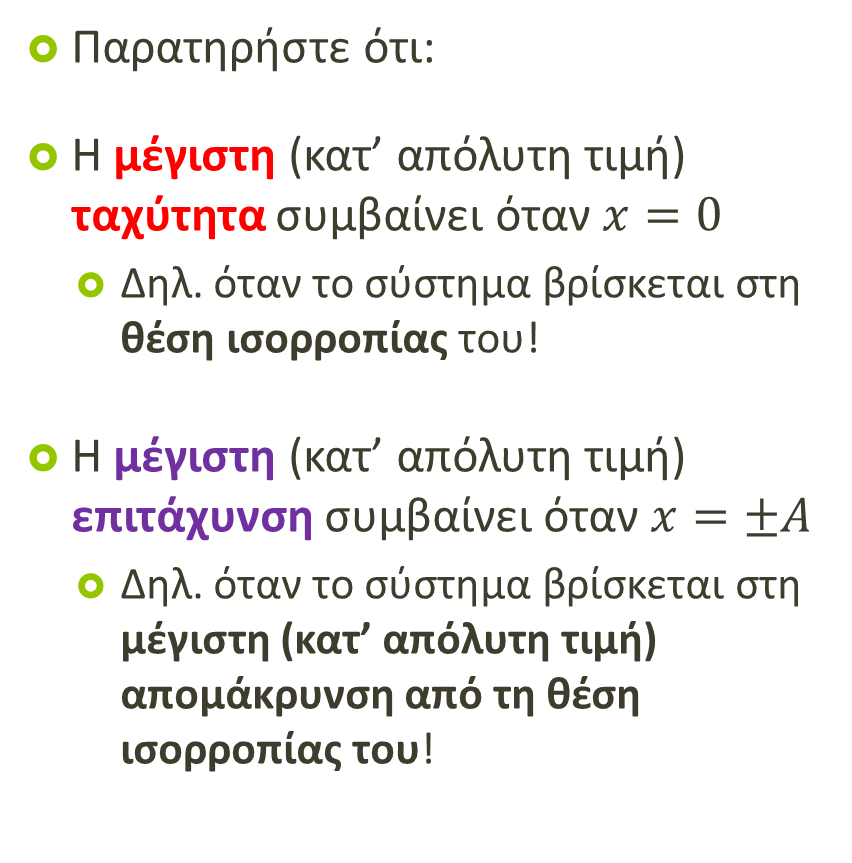 Παρατηρήστε ότι:
Η μέγιστη (κατ’ απόλυτη τιμή)
ταχύτητα συμβαίνει όταν 𝑥 = 0
Δηλ. όταν το σύστημα βρίσκεται στη
θέση ισορροπίας του!
Η μέγιστη (κατ’ απόλυτη τιμή)
επιτάχυνση συμβαίνει όταν 𝑥 = ±𝐴
Δηλ. όταν το σύστημα βρίσκεται στη
μέγιστη (κατ’ απόλυτη τιμή)
απομάκρυνση από τη θέση
ισορροπίας του!